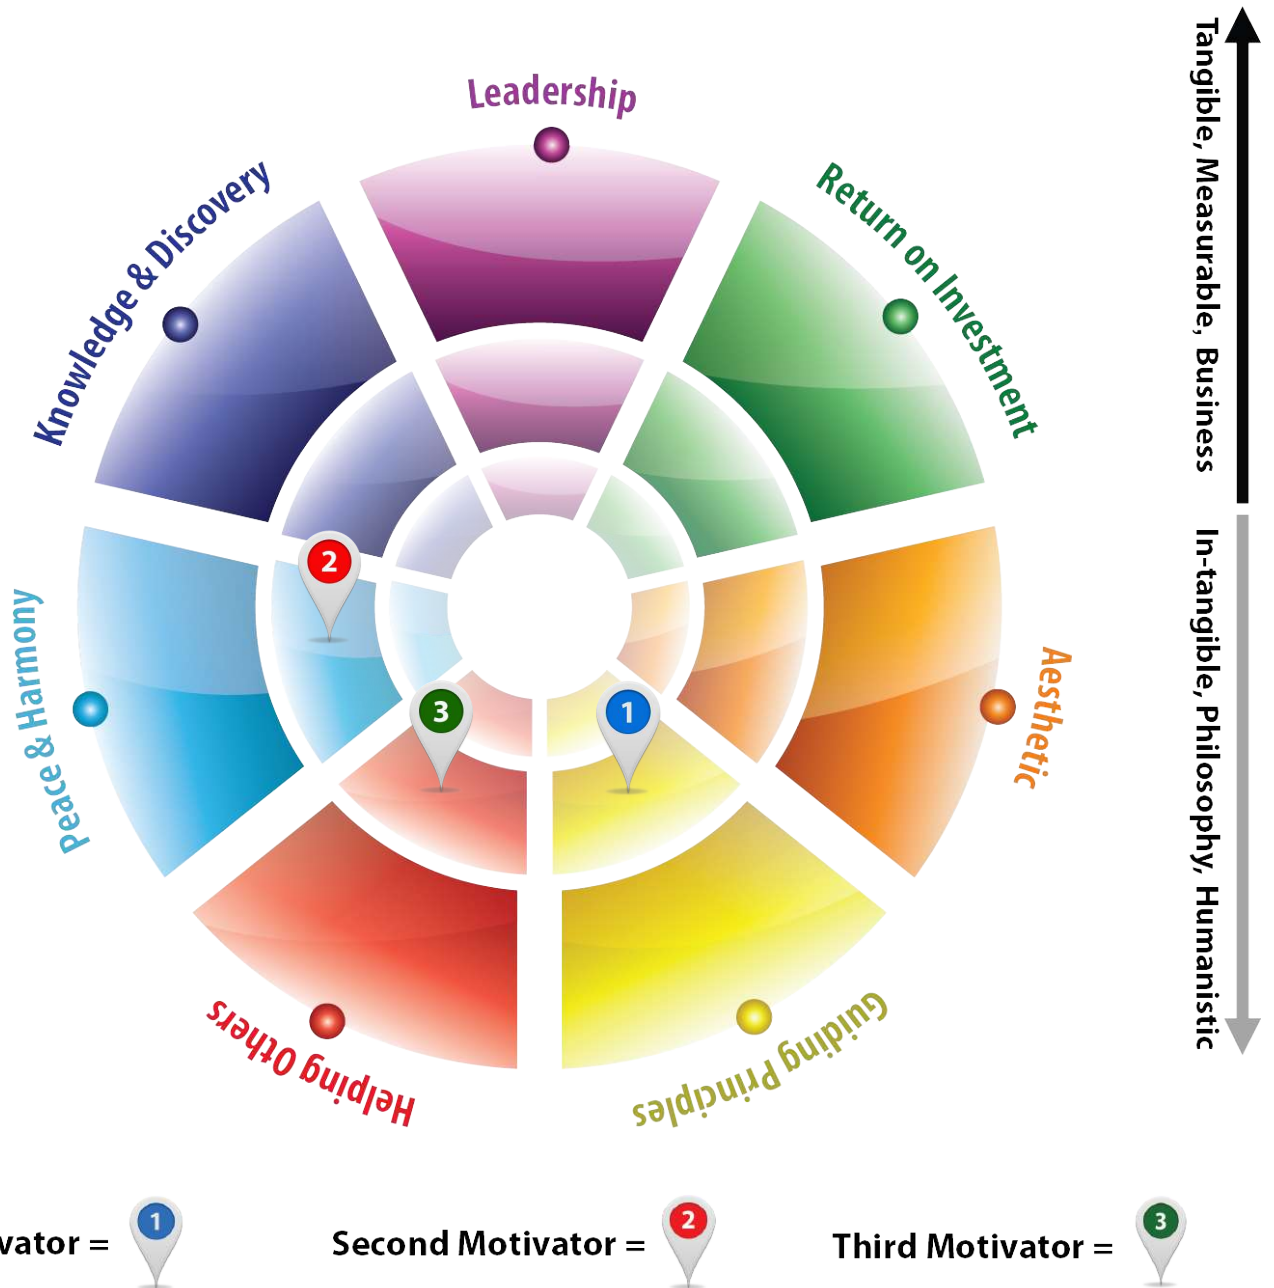 Leadership
Knowledge & Discovery
Return on Investment
Peace & Harmony
Aesthetic
Helping Others
Guiding Principles
2
3
1
Tangible, Measurable, Business
In-tangible, Philosophy, Humanistic
vator = 1
Second Motivator = 2
Third Motivator = 3